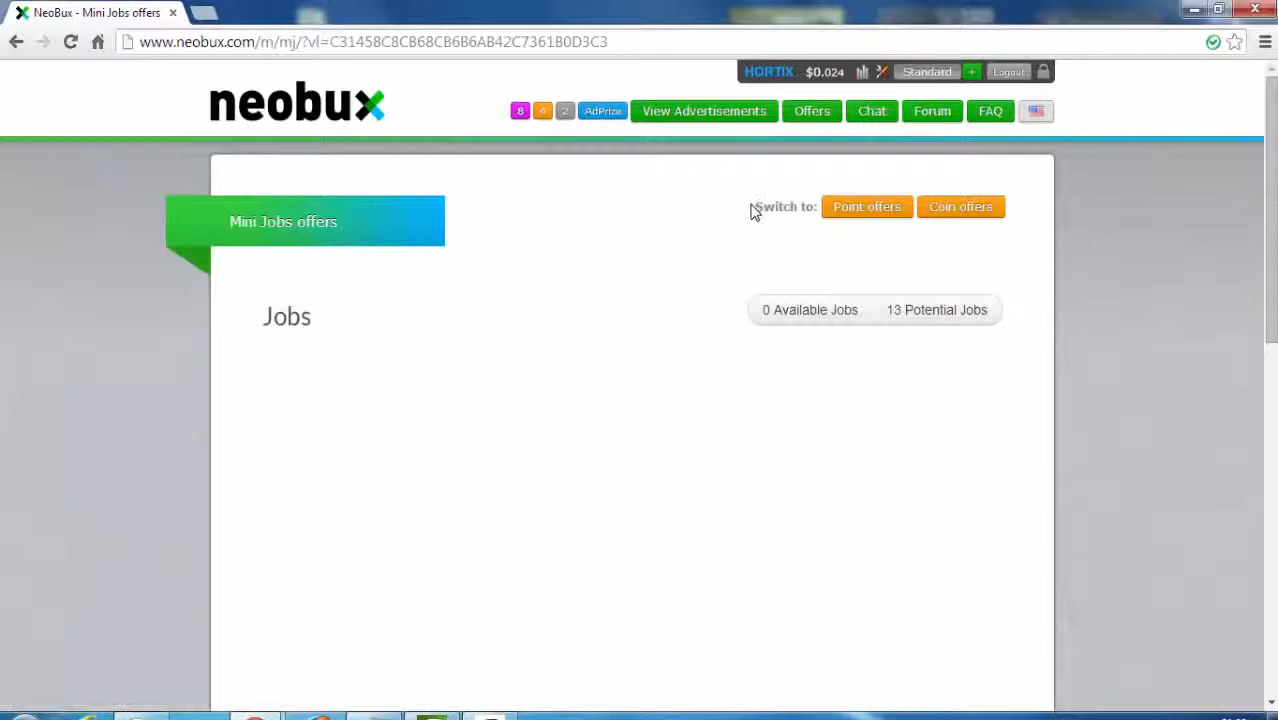 NeoBux - Mini Jobs offers
www.neobux.com/m/mj/?vl=C31458C8CB68CB6B6AB42C7361B0D3C3
HORTIX $0.024 Standard + Logout
neobux
8 4 2 AdPrize View Advertisements Offers Chat Forum FAQ
Mini Jobs offers
Switch to: Point offers Coin offers
Jobs
0 Available Jobs 13 Potential Jobs